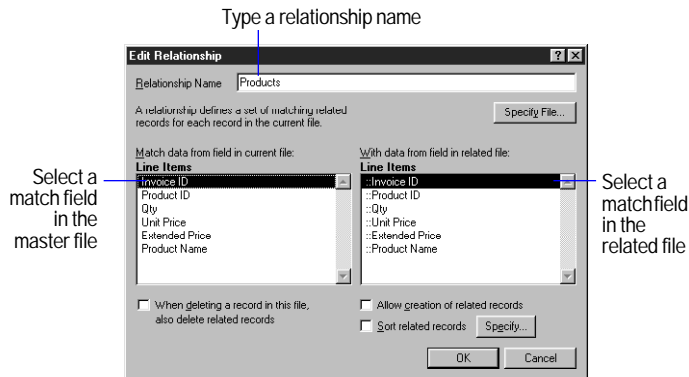 Type a relationship name
Edit Relationship
Relationship Name
Products
A relationship defines a set of matching related
records for each record in the current file.
Specify File...
Match data from field in current file:
Line Items
Invoice ID
Product ID
Qty
Unit Price
Extended Price
Product Name
With data from field in related file:
Line Items
::Invoice ID
::Product ID
::Qty
::Unit Price
::Extended Price
::Product Name
Select a
match field
in the
master file
Select a
match field
in the
related file
When deleting a record in this file,
also delete related records
Allow creation of related records
Sort related records
Specify...
OK
Cancel